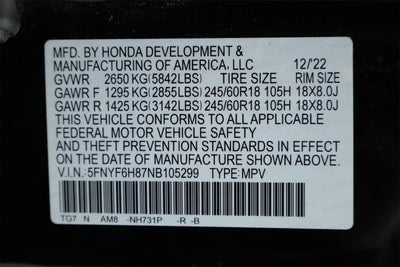 MFD. BY HONDA DEVELOPMENT &
MANUFACTURING OF AMERICA, LLC 12/'22
GVWR 2650 KG(5842LBS) TIRE SIZE RIM SIZE
GAWR F 1295 KG(2855LBS) 245/60R18 105H 18X8.0J
GAWR R 1425 KG(3142LBS) 245/60R18 105H 18X8.0J
THIS VEHICLE CONFORMS TO ALL APPLICABLE
FEDERAL MOTOR VEHICLE SAFETY
AND THEFT PREVENTION STANDARDS IN EFFECT
ON THE DATE OF MANUFACTURE SHOWN ABOVE.
V.I.N.:5FNYF6H87NB105299 TYPE:MPV
TG7 N AM8 -NH731P -R -B